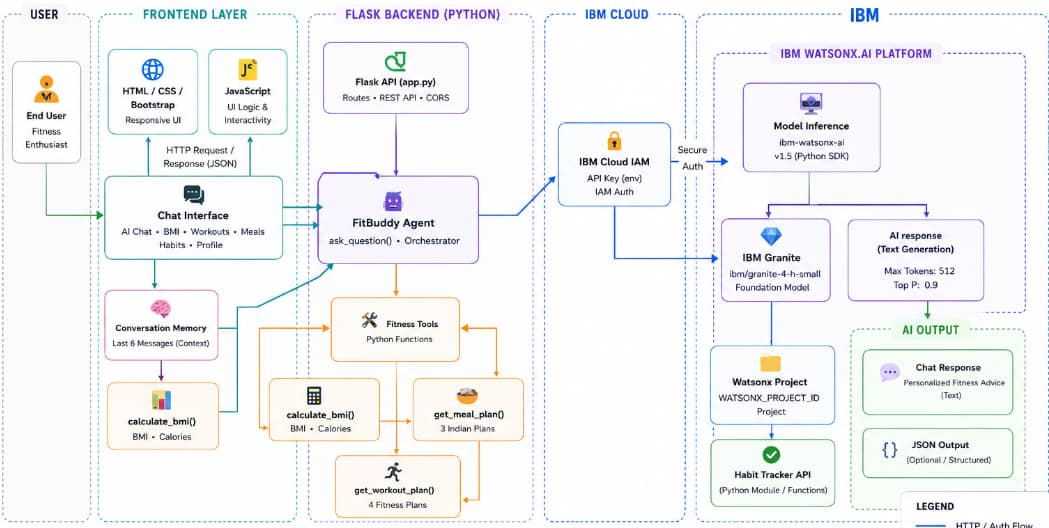 USER
End User
Fitness
Enthusiast
FRONTEND LAYER
HTML / CSS /
Bootstrap
Responsive UI
JS
JavaScript
UI Logic &
Interactivity
HTTP Request /
Response (JSON)
Chat Interface
AI Chat • BMI • Workouts • Meals
Habits • Profile
Conversation Memory
Last 6 Messages (Context)
calculate_bmi()
BMI • Calories
FLASK BACKEND (PYTHON)
Flask API (app.py)
Routes • REST API • CORS
FitBuddy Agent
ask_question() • Orchestrator
Fitness Tools
Python Functions
calculate_bmi()
BMI • Calories
get_meal_plan()
3 Indian Plans
get_workout_plan()
4 Fitness Plans
IBM CLOUD
IBM Cloud IAM
API Key (env)
IAM Auth
Secure
Auth
IBM
IBM WATSONX.AI PLATFORM
Model Inference
ibm-watsonx-ai
v1.5 (Python SDK)
IBM Granite
ibm/granite-4-h-small
Foundation Model
AI response
(Text Generation)
Max Tokens: 512
Top P: 0.9
Watsonx Project
WATSONX_PROJECT_ID
Project
Habit Tracker API
(Python Module / Functions)
AI OUTPUT
Chat Response
Personalized Fitness Advice
(Text)
{}
JSON Output
(Optional / Structured)
LEGEND
HTTP / Auth Flow